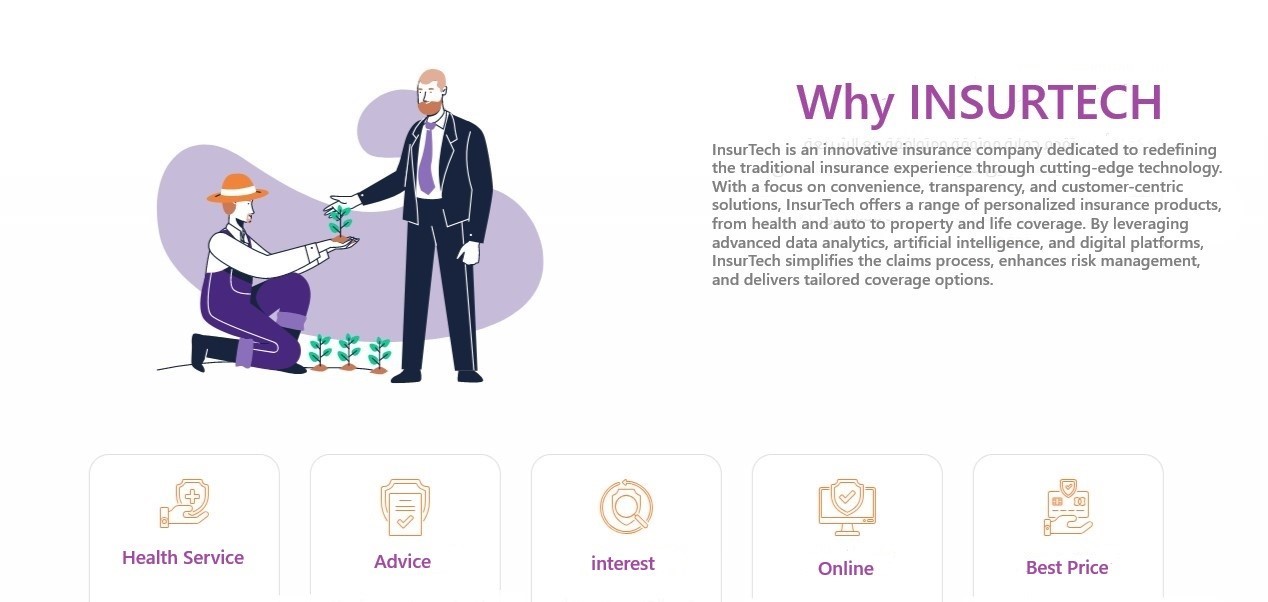 Why INSURTECH
InsurTech is an innovative insurance company dedicated to redefining
the traditional insurance experience through cutting-edge technology.
With a focus on convenience, transparency, and customer-centric
solutions, InsurTech offers a range of personalized insurance products,
from health and auto to property and life coverage. By leveraging
advanced data analytics, artificial intelligence, and digital platforms,
InsurTech simplifies the claims process, enhances risk management,
and delivers tailored coverage options.
Health Service
Advice
interest
Online
Best Price